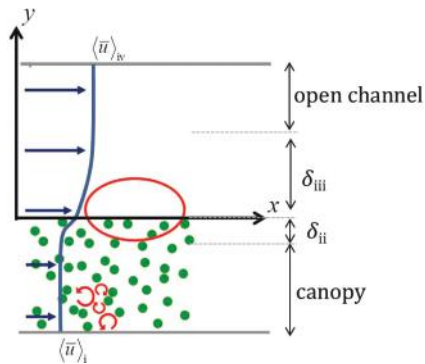 y
⟨ū⟩iv
open channel
δiii
x
δii
canopy
⟨ū⟩i